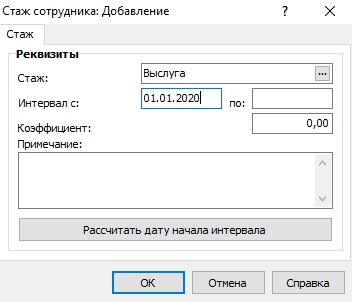 Стаж сотрудника: Добавление ? ×
Стаж
Реквизиты
Стаж: Выслуга ...
Интервал с: 01.01.2020 по:
Коэффициент: 0,00
Примечание:
Рассчитать дату начала интервала
ОК Отмена Справка